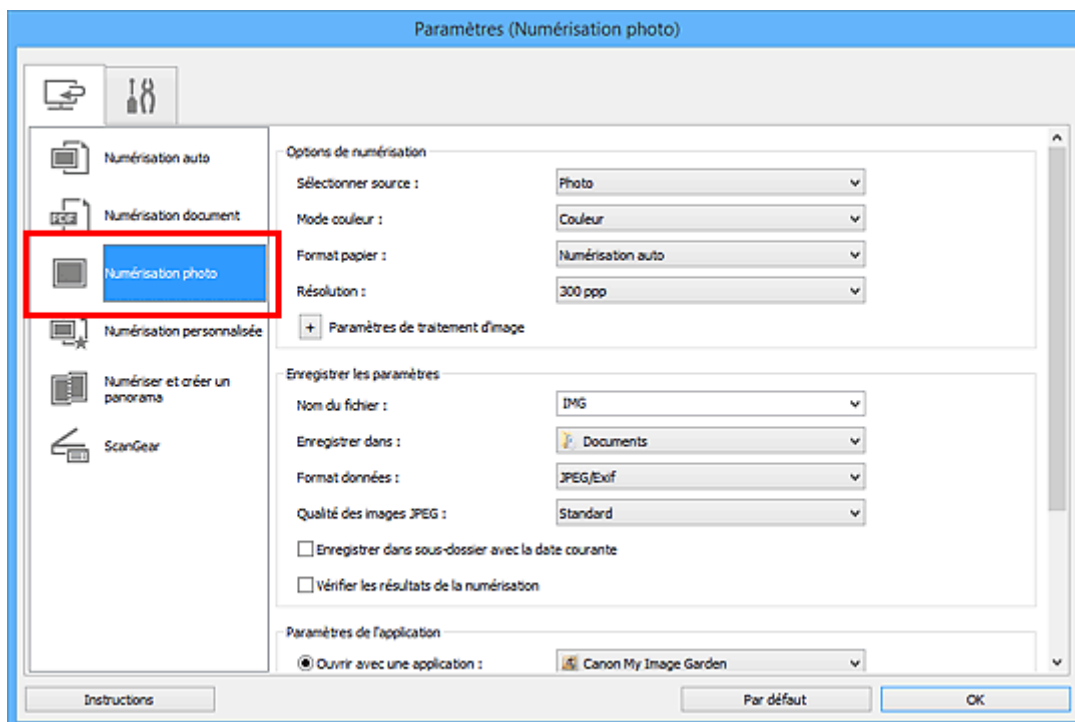 Paramètres (Numérisation photo)
Numérisation auto
Numérisation document
Numérisation photo
Numérisation personnalisée
Numériser et créer un
panorama
ScanGear
Options de numérisation
Sélectionner source : Photo
Mode couleur : Couleur
Format papier : Numérisation auto
Résolution : 300 ppp
+ Paramètres de traitement d'image
Enregistrer les paramètres
Nom du fichier : IMG
Enregistrer dans : Documents
Format données : JPEG/Exif
Qualité des images JPEG : Standard
Enregistrer dans sous-dossier avec la date courante
Vérifier les résultats de la numérisation
Paramètres de l'application
Ouvrir avec une application : Canon My Image Garden
Instructions Par défaut OK